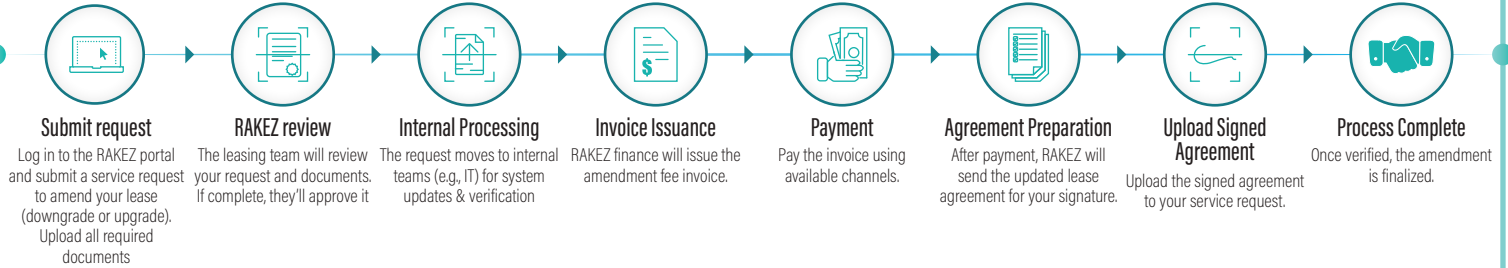 Submit request
Log in to the RAKEZ portal
and submit a service request
to amend your lease
(downgrade or upgrade).
Upload all required
documents
RAKEZ review
The leasing team will review
your request and documents.
If complete, they'll approve it
Internal Processing
The request moves to internal
teams (e.g., IT) for system
updates & verification
$
Invoice Issuance
RAKEZ finance will issue the
amendment fee invoice.
Payment
Pay the invoice using
available channels.
Agreement Preparation
After payment, RAKEZ will
send the updated lease
agreement for your signature.
Upload Signed
Agreement
Upload the signed agreement
to your service request.
Process Complete
Once verified, the amendment
is finalized.